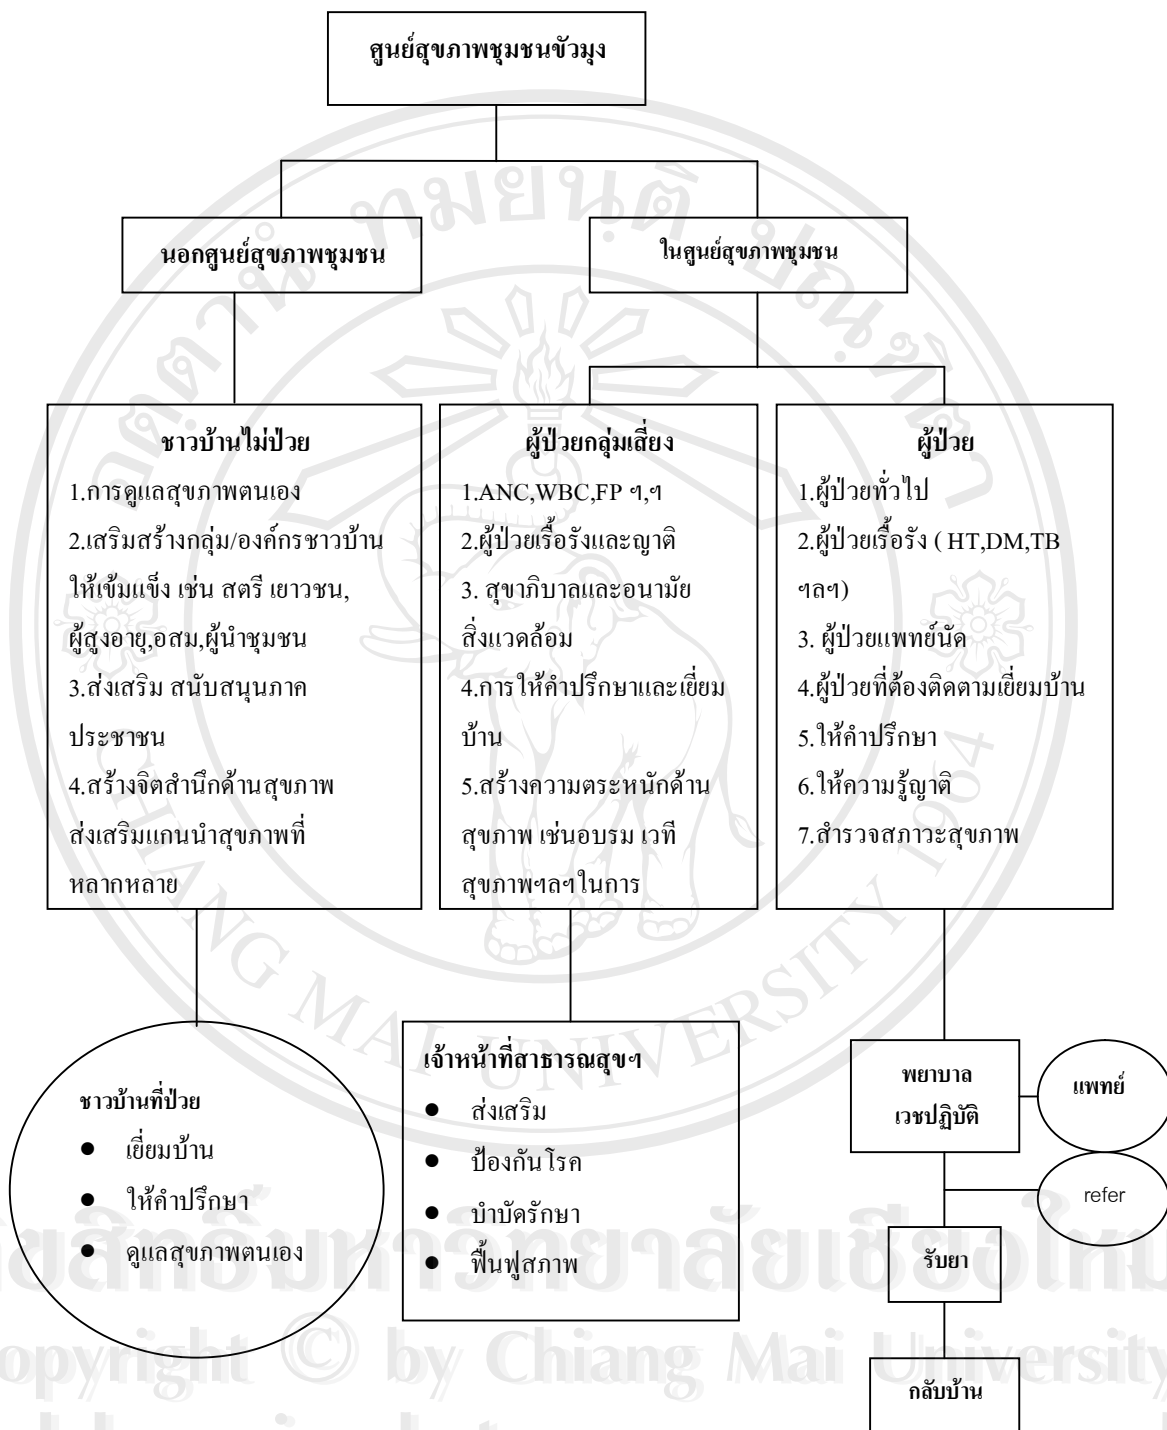 ศูนย์สุขภาพชุมชนขัวมุง
นอกศูนย์สุขภาพชุมชน
ในศูนย์สุขภาพชุมชน
ชาวบ้านไม่ป่วย
1.การดูแลสุขภาพตนเอง
2.เสริมสร้างกลุ่ม/องค์กรชาวบ้าน
ให้เข้มแข็ง เช่น สตรี เยาวชน,
ผู้สูงอายุ,อสม,ผู้นำชุมชน
3.ส่งเสริม สนับสนุนภาค
ประชาชน
4.สร้างจิตสำนึกด้านสุขภาพ
ส่งเสริมแกนนำสุขภาพที่
หลากหลาย
ผู้ป่วยกลุ่มเสี่ยง
1.ANC,WBC,FP ฯ,ฯ
2.ผู้ป่วยเรื้อรังและญาติ
3. สุขาภิบาลและอนามัย
สิ่งแวดล้อม
4.การให้คำปรึกษาและเยี่ยม
บ้าน
5.สร้างความตระหนักด้าน
สุขภาพ เช่นอบรม เวที
สุขภาพฯลฯในการ
ผู้ป่วย
1.ผู้ป่วยทั่วไป
2.ผู้ป่วยเรื้อรัง ( HT,DM,TB
ฯลฯ)
3. ผู้ป่วยแพทย์นัด
4.ผู้ป่วยที่ต้องติดตามเยี่ยมบ้าน
5.ให้คำปรึกษา
6.ให้ความรู้ญาติ
7.สำรวจสภาวะสุขภาพ
ชาวบ้านที่ป่วย
● เยี่ยมบ้าน
● ให้คำปรึกษา
● ดูแลสุขภาพตนเอง
เจ้าหน้าที่สาธารณสุขฯ
● ส่งเสริม
● ป้องกันโรค
● บำบัดรักษา
● ฟื้นฟูสภาพ
พยาบาล
เวชปฏิบัติ
แพทย์
refer
รับยา
กลับบ้าน
อตฺตานํ ทมยนฺติ ปณฺฑิตา
CHIANG MAI UNIVERSITY 1964
© by Chiang Mai University